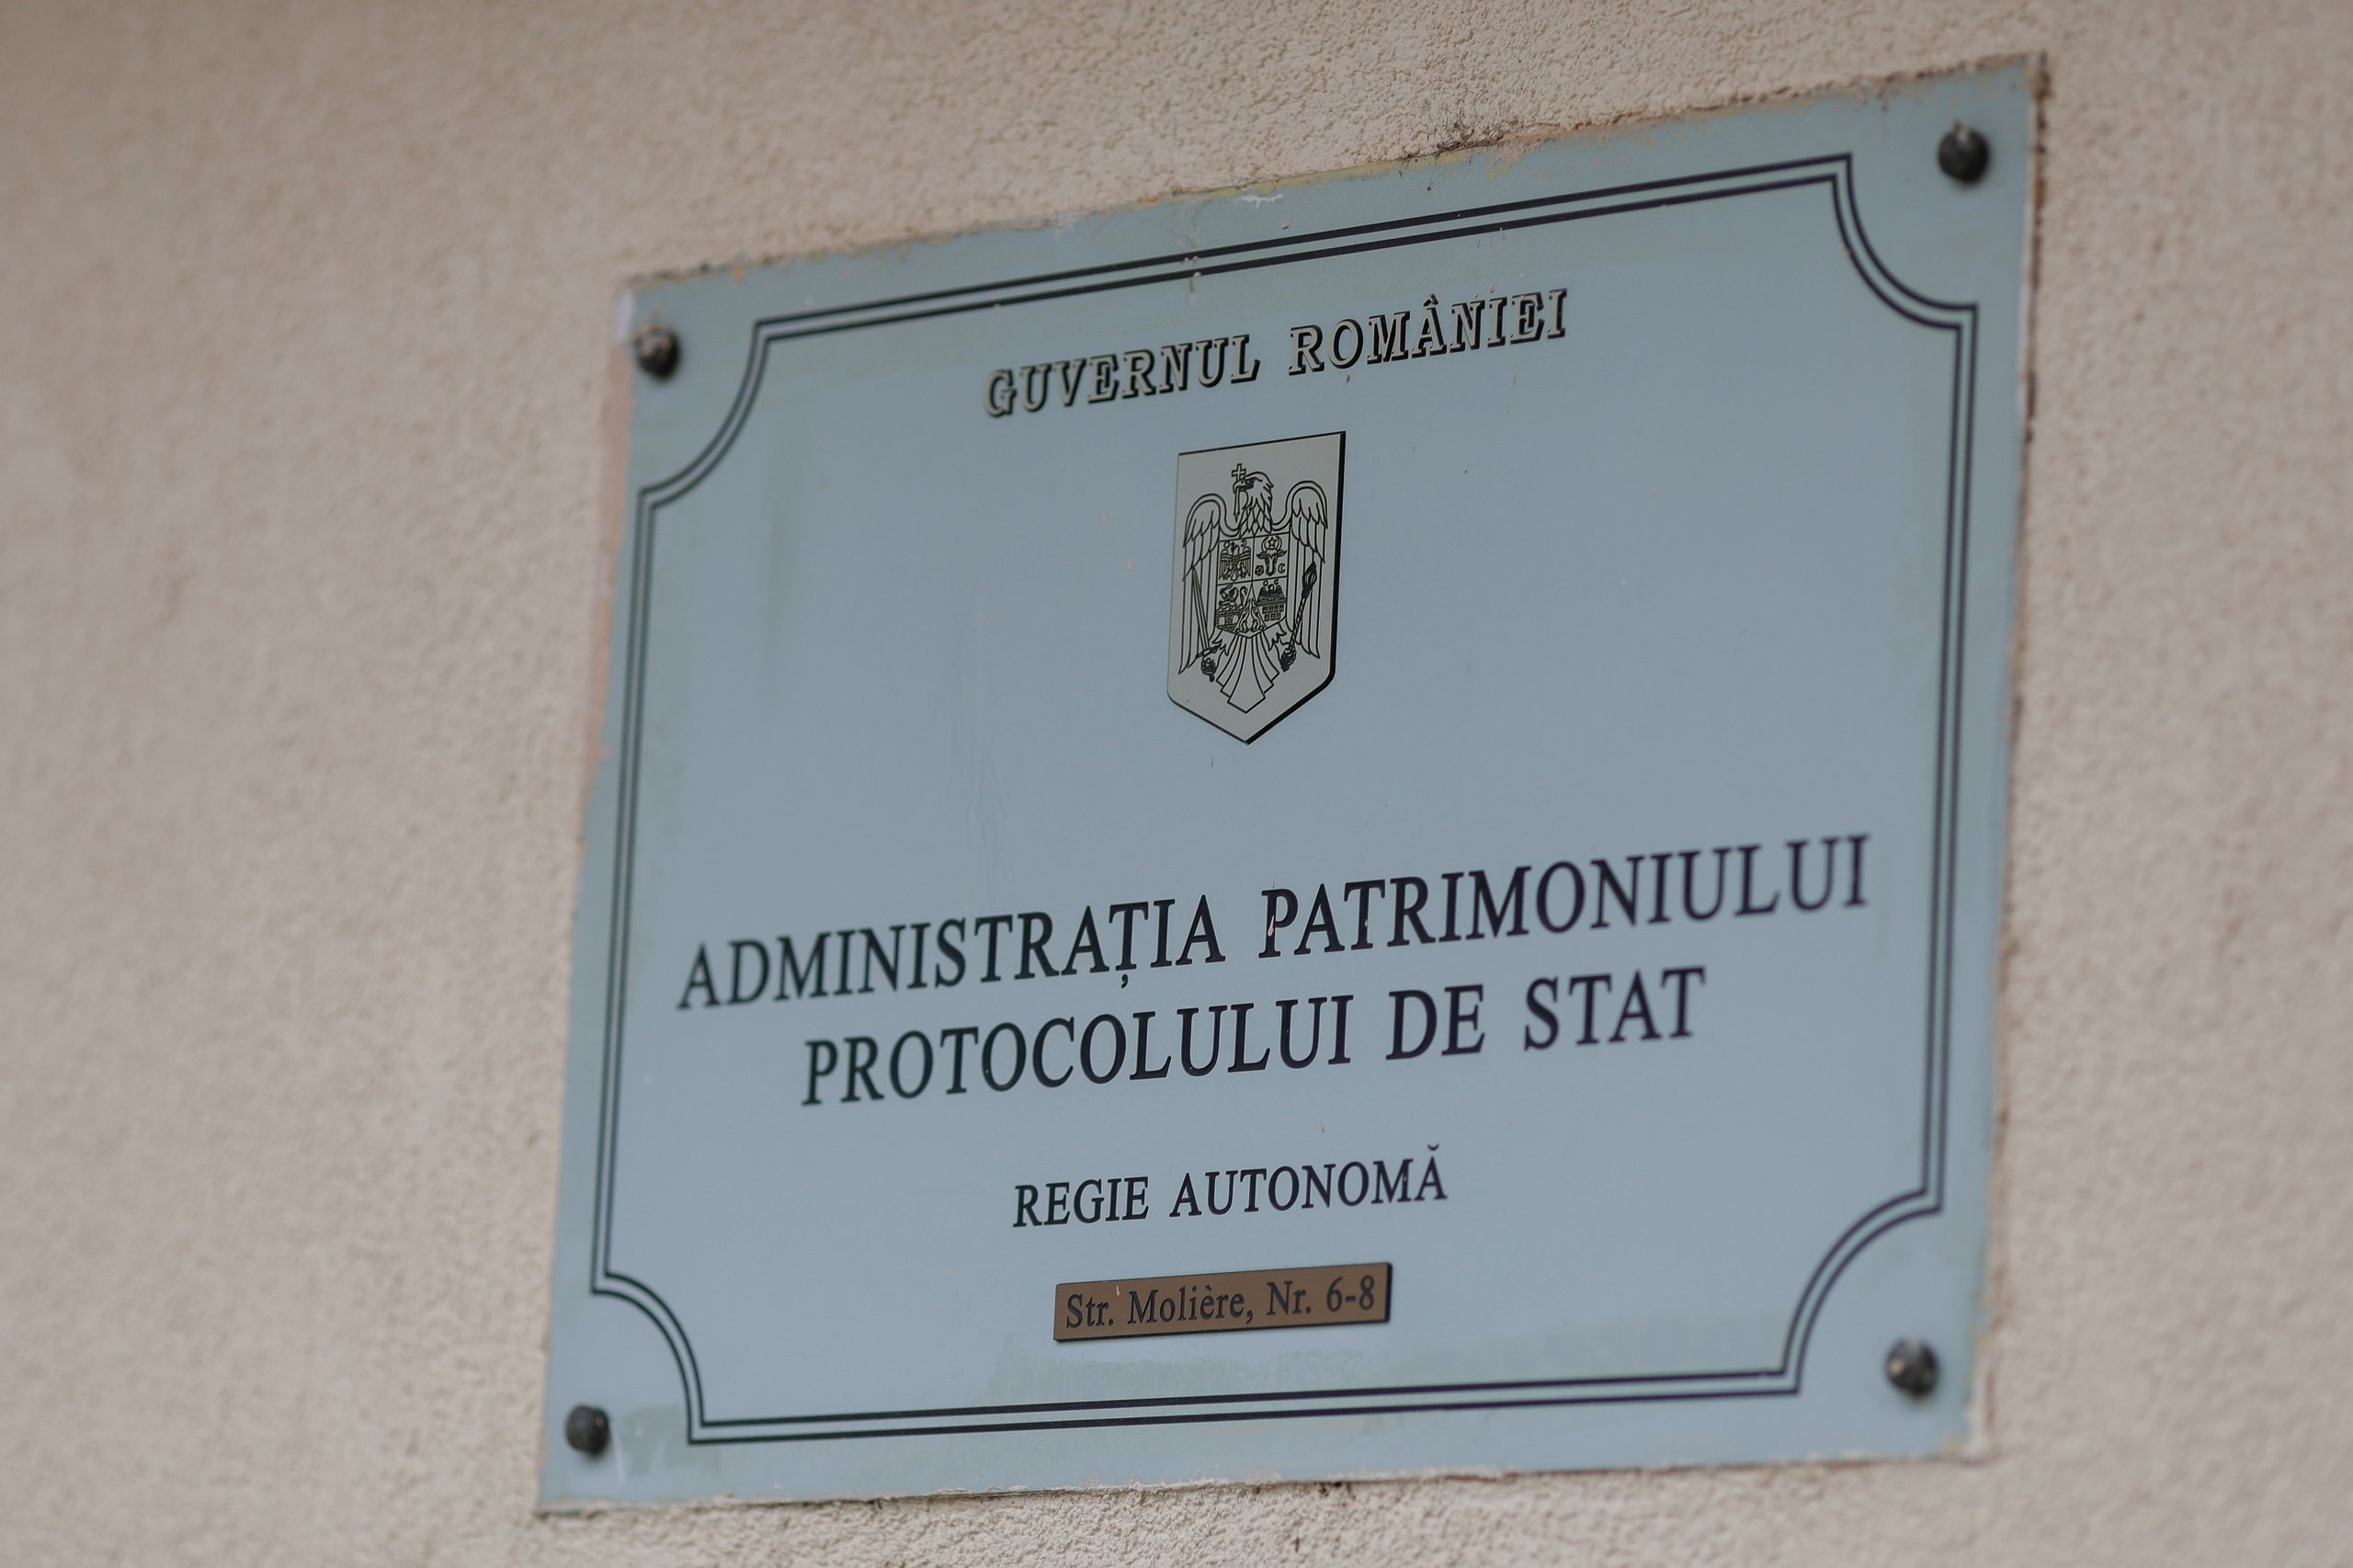 GUVERNUL ROMÂNIEI
ADMINISTRAȚIA PATRIMONIULUI
PROTOCOLULUI DE STAT
REGIE AUTONOMĂ
Str. Molière, Nr. 6-8